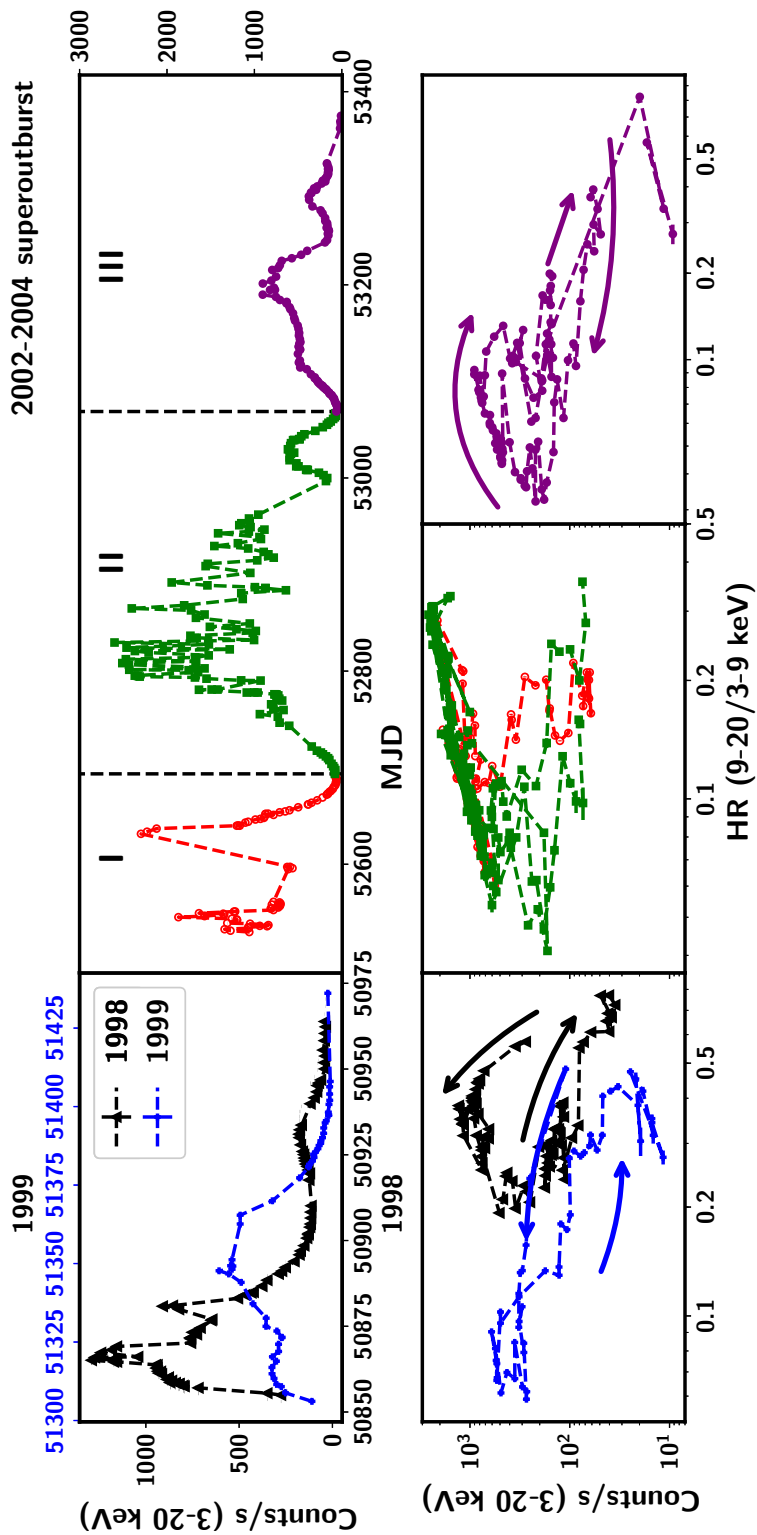 1999
2002-2004 superoutburst
51300 51325 51350 51375 51400 51425
1998
1999
I
II
III
3000
2000
1000
0
1000
500
0
Counts/s (3-20 keV)
50850 50875 50900 50925 50950 50975
52600 52800 53000 53200 53400
1998
MJD
10³
10²
10¹
Counts/s (3-20 keV)
0.1 0.2 0.5
0.1 0.2 0.5
0.1 0.2 0.5
HR (9-20/3-9 keV)